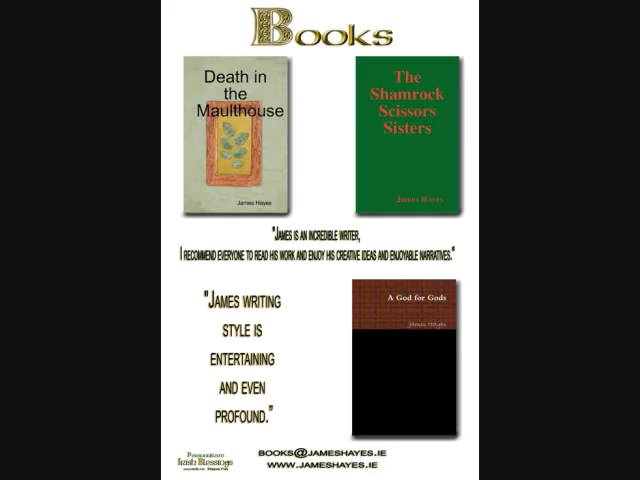 Books
Death in
the
Maulthouse
James Hayes
The
Shamrock
Scissors
Sisters
James Hayes
"James is an incredible writer,
I recommend everyone to read his work and enjoy his creative ideas and enjoyable narratives."
"James writing
style is
entertaining
and even
profound."
A God for Gods
James Hayes
Personalized
Irish Blessings
books@jameshayes.ie
www.jameshayes.ie